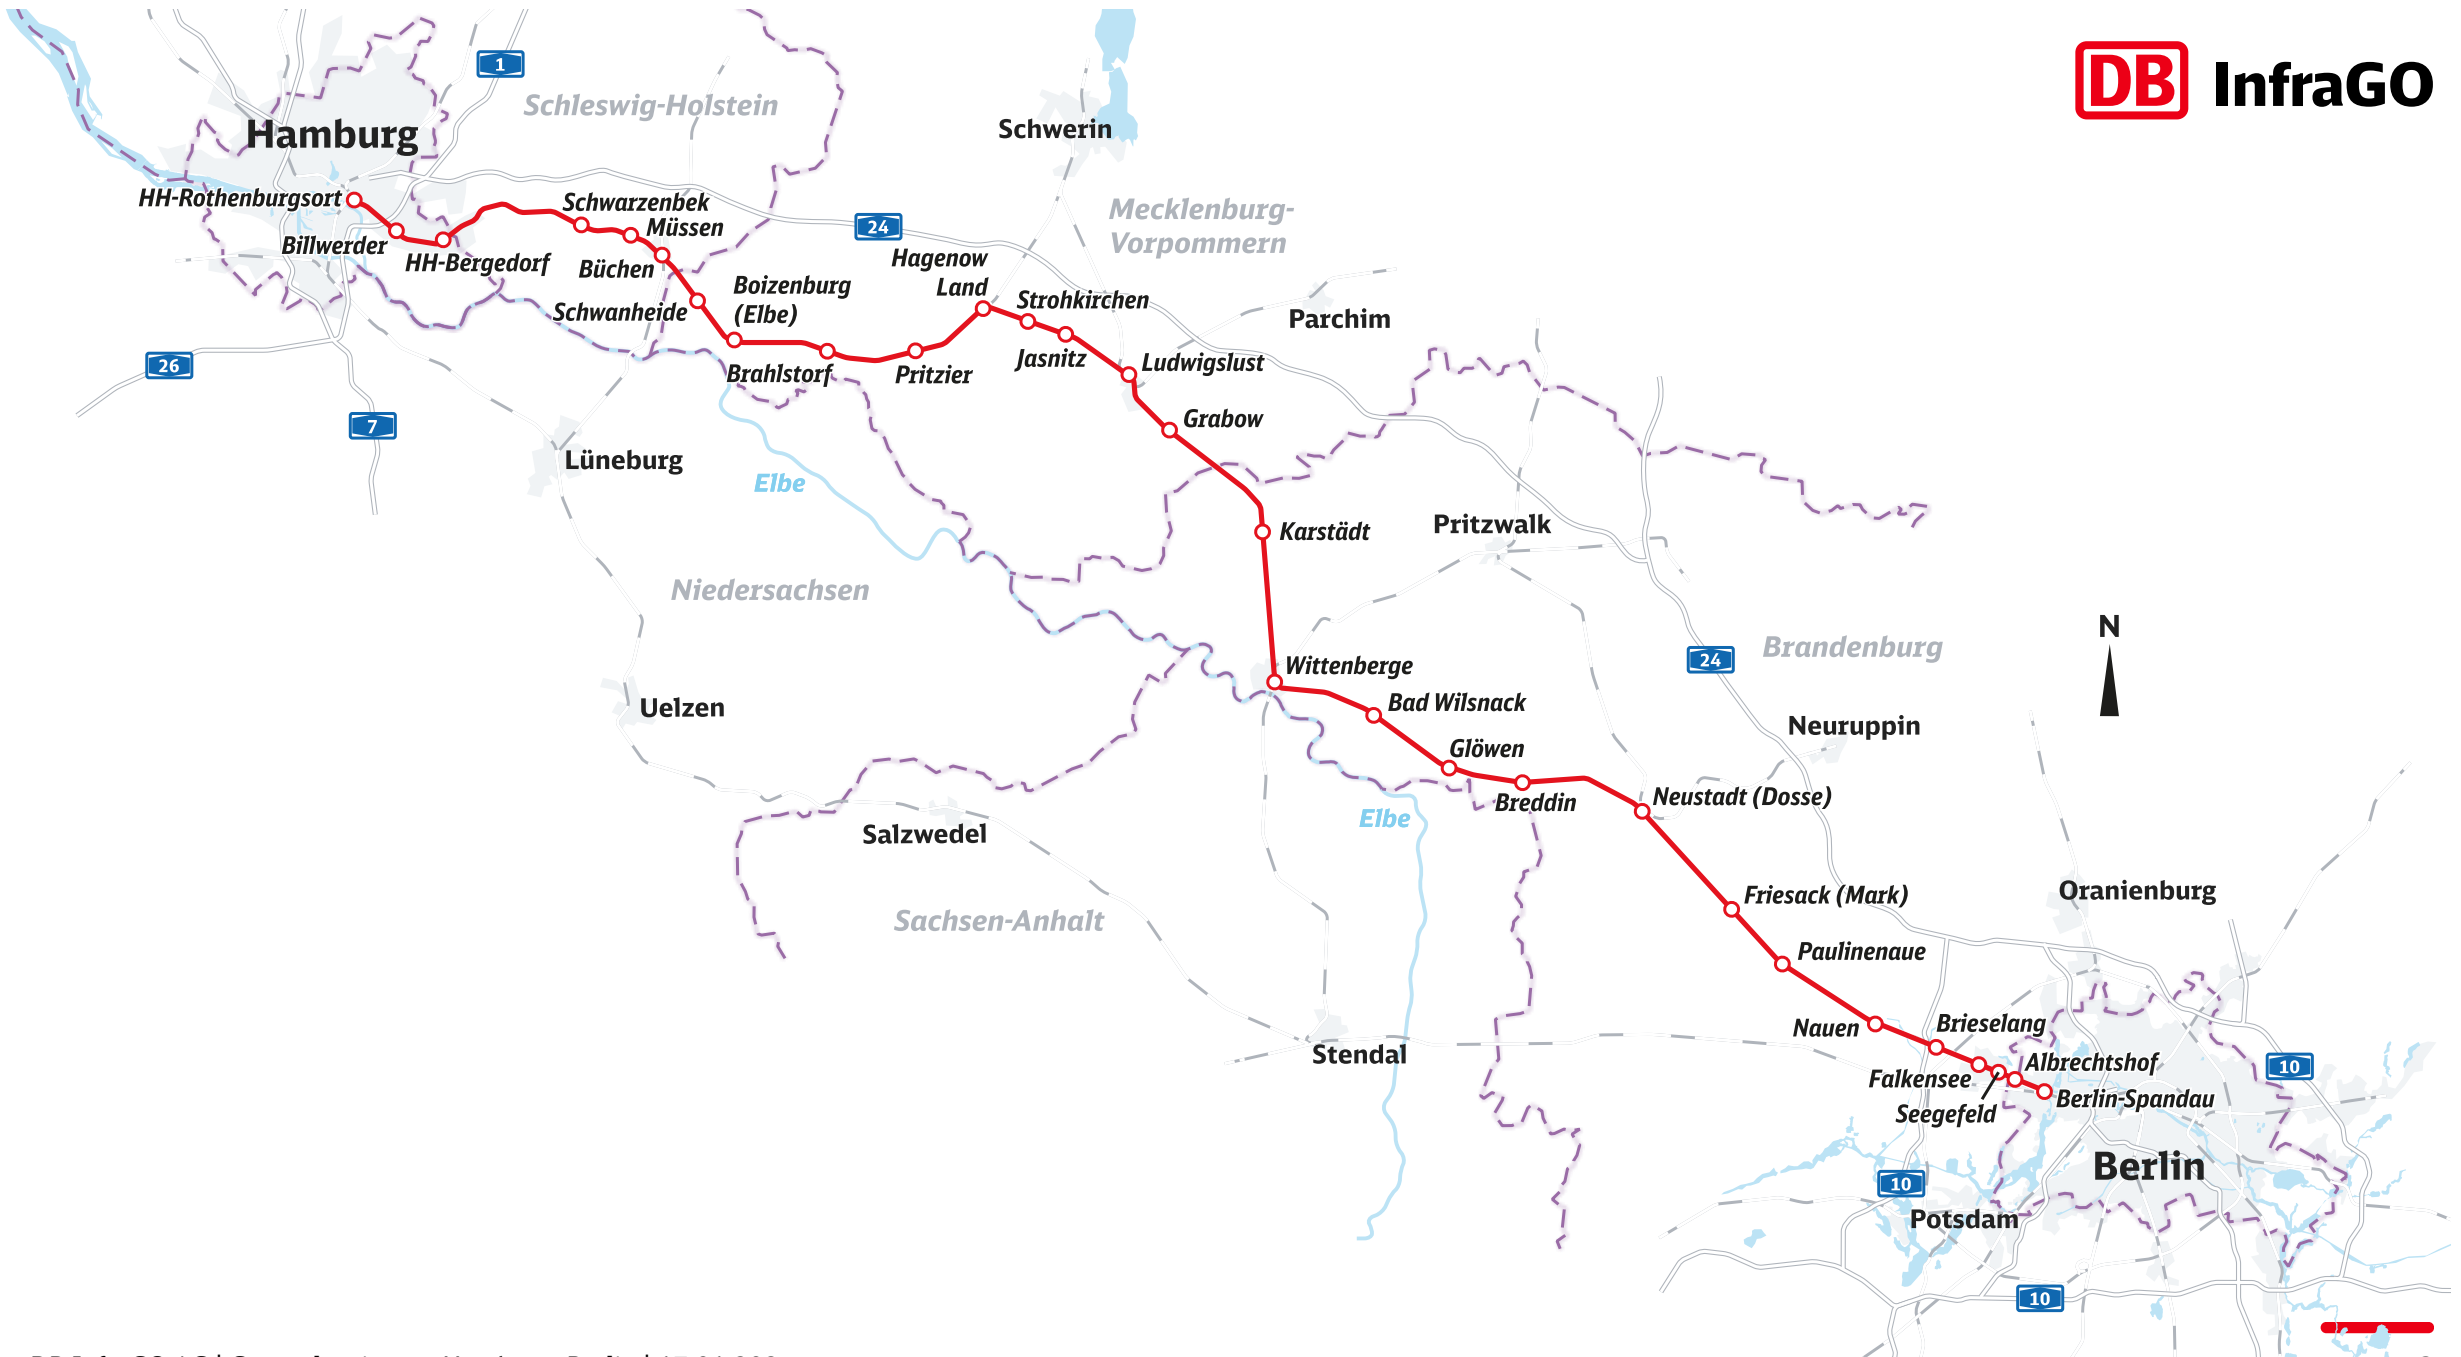 DB InfraGO
1
Schleswig-Holstein
Hamburg
Schwerin
HH-Rothenburgsort
Schwarzenbek
Müssen
24
Mecklenburg-
Vorpommern
Billwerder
HH-Bergedorf
Büchen
Hagenow
Land
Boizenburg
(Elbe)
Schwanheide
Strohkirchen
Parchim
26
Brahlstorf
Pritzier
Jasnitz
Ludwigslust
7
Grabow
Lüneburg
Elbe
Karstädt
Pritzwalk
Niedersachsen
N
Brandenburg
24
Wittenberge
Bad Wilsnack
Uelzen
Neuruppin
Glöwen
Breddin
Neustadt (Dosse)
Elbe
Salzwedel
Friesack (Mark)
Oranienburg
Sachsen-Anhalt
Paulinenaue
Nauen
Brieselang
Stendal
Albrechtshof
10
Falkensee
Seegefeld
Berlin-Spandau
Berlin
10
Potsdam
10